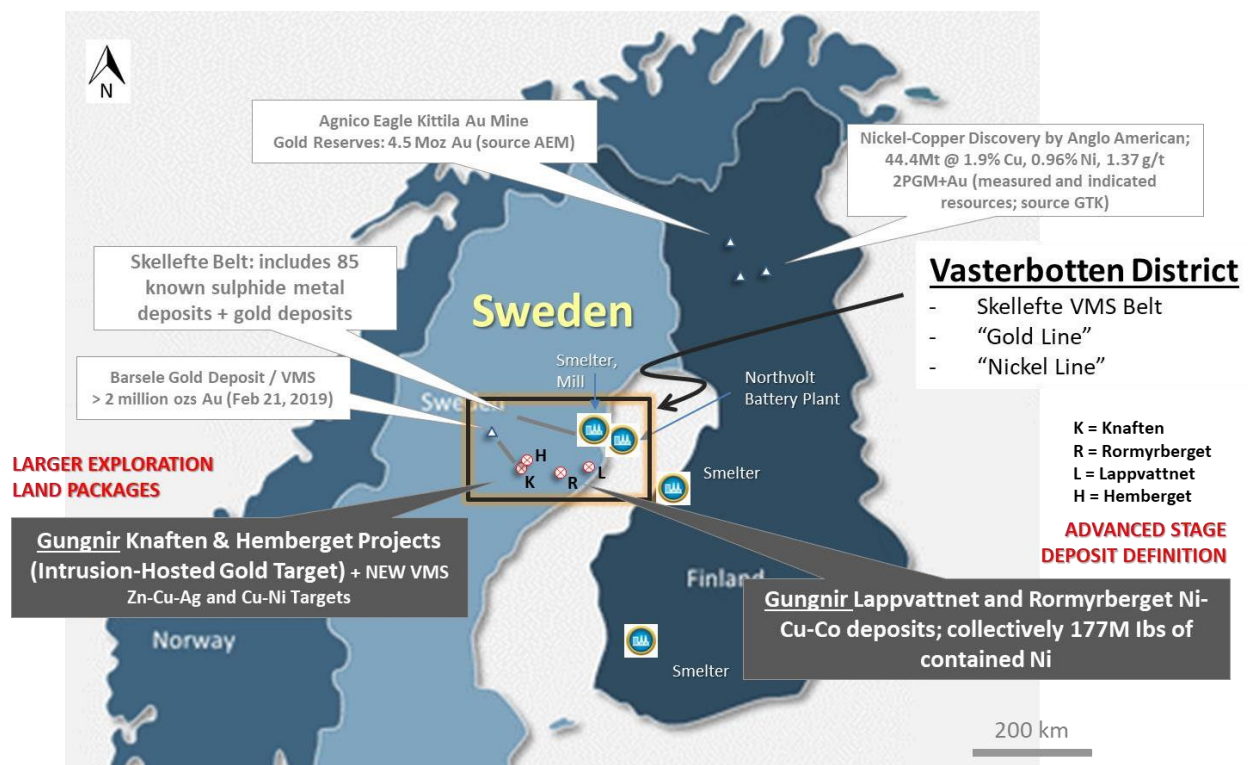 N
Agnico Eagle Kittila Au Mine
Gold Reserves: 4.5 Moz Au (source AEM)
Nickel-Copper Discovery by Anglo American;
44.4Mt @ 1.9% Cu, 0.96% Ni, 1.37 g/t
2PGM+Au (measured and indicated
resources; source GTK)
Skellefte Belt: includes 85
known sulphide metal
deposits + gold deposits
Vasterbotten District
- Skellefte VMS Belt
- “Gold Line”
- “Nickel Line”
Sweden
Barsele Gold Deposit / VMS
> 2 million ozs Au (Feb 21, 2019)
Smelter,
Mill
Northvolt
Battery Plant
Sweden
H
K
R
L
Smelter
K = Knaften
R = Rormyrberget
L = Lappvattnet
H = Hemberget
LARGER EXPLORATION
LAND PACKAGES
ADVANCED STAGE
DEPOSIT DEFINITION
Gungnir Knaften & Hemberget Projects
(Intrusion-Hosted Gold Target) + NEW VMS
Zn-Cu-Ag and Cu-Ni Targets
Finland
Gungnir Lappvattnet and Rormyrberget Ni-
Cu-Co deposits; collectively 177M lbs of
contained Ni
Norway
Smelter
200 km